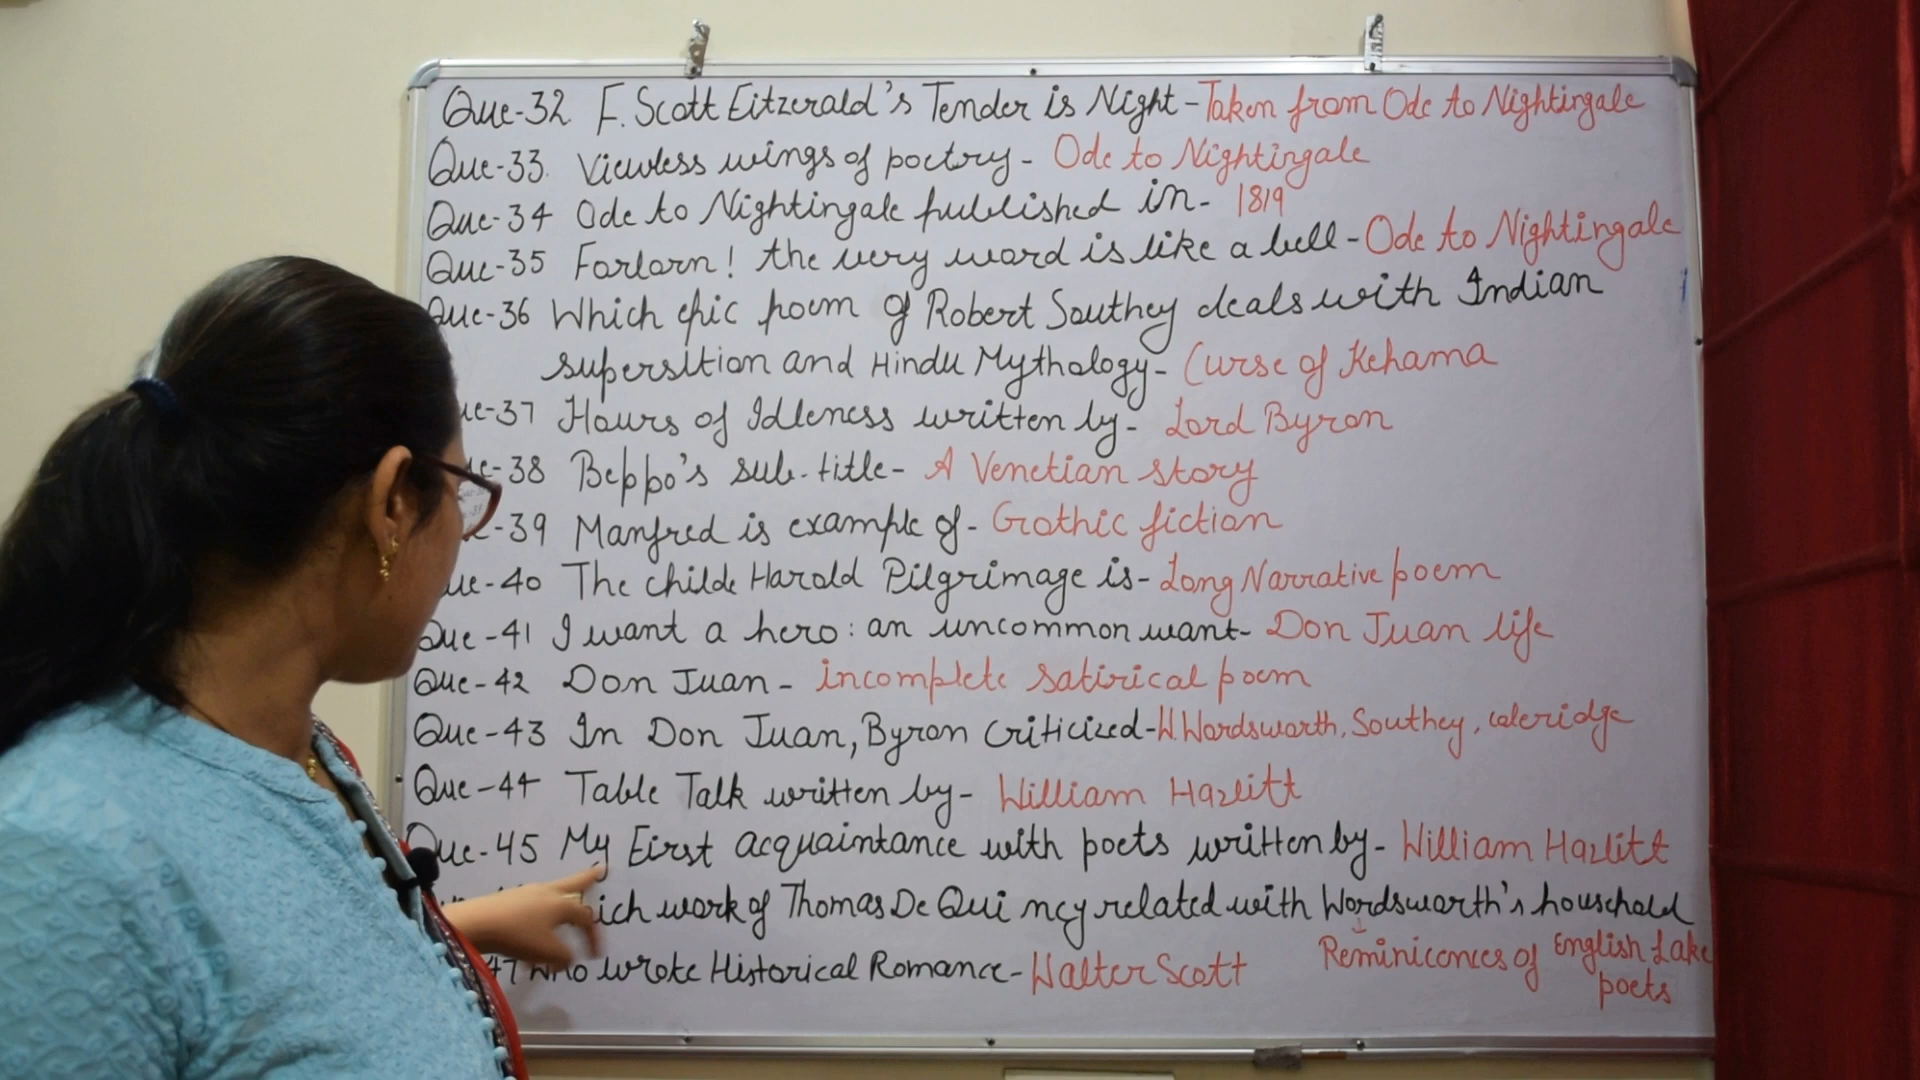 Que-32 F. Scott Fitzerald's Tender is Night - Taken from Ode to Nightingale
Que-33. Viewless wings of poetry - Ode to Nightingale
Que-34 Ode to Nightingale published in - 1819
Que-35 Forlorn! the very word is like a bell - Ode to Nightingale
Que-36 Which epic poem of Robert Southey deals with Indian
supersition and Hindu Mythology - Curse of Kehama
ue-37 Hours of Idleness written by - Lord Byron
ue-38 Beppo's sub-title - A Venetian story
e-39 Manfred is example of - Gothic fiction
ue-40 The childe Harold Pilgrimage is - Long Narrative poem
Que-41 I want a hero: an uncommon want - Don Juan life
Que-42 Don Juan - incomplete satirical poem
Que-43 In Don Juan, Byron criticized - W. Wordsworth, Southey, coleridge
Que-44 Table Talk written by - William Hazlitt
Que-45 My First acquaintance with poets written by - William Hazlitt
ich work of Thomas De Quincy related with Wordsworth's household
Reminicences of English Lake poets
47 who wrote Historical Romance - Walter Scott